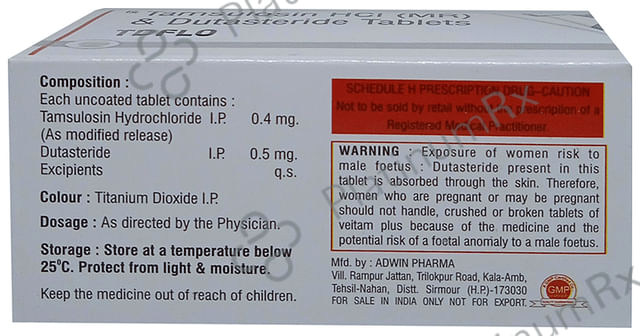 Tamsulosin HCl (MR)
& Dutasteride Tablets
TDFLO
Composition :
Each uncoated tablet contains :
Tamsulosin Hydrochloride I.P. 0.4 mg.
(As modified release)
Dutasteride I.P. 0.5 mg.
Excipients q.s.
Colour : Titanium Dioxide I.P.
Dosage : As directed by the Physician.
Storage : Store at a temperature below
25°C. Protect from light & moisture.
Keep the medicine out of reach of children.
SCHEDULE H PRESCRIPTION DRUG-CAUTION
Not to be sold by retail without the prescription of a
Registered Medical Practitioner.
WARNING : Exposure of women risk to
male foetus : Dutasteride present in this
tablet is absorbed through the skin. Therefore,
women who are pregnant or may be pregnant
should not handle, crushed or broken tablets of
veitam plus because of the medicine and the
potential risk of a foetal anomaly to a male foetus.
Mfd. by : ADWIN PHARMA
Vill. Rampur Jattan, Trilokpur Road, Kala-Amb,
Tehsil-Nahan, Distt. Sirmour (H.P.)-173030
FOR SALE IN INDIA ONLY NOT FOR EXPORT.
GMP
PlatinumRx